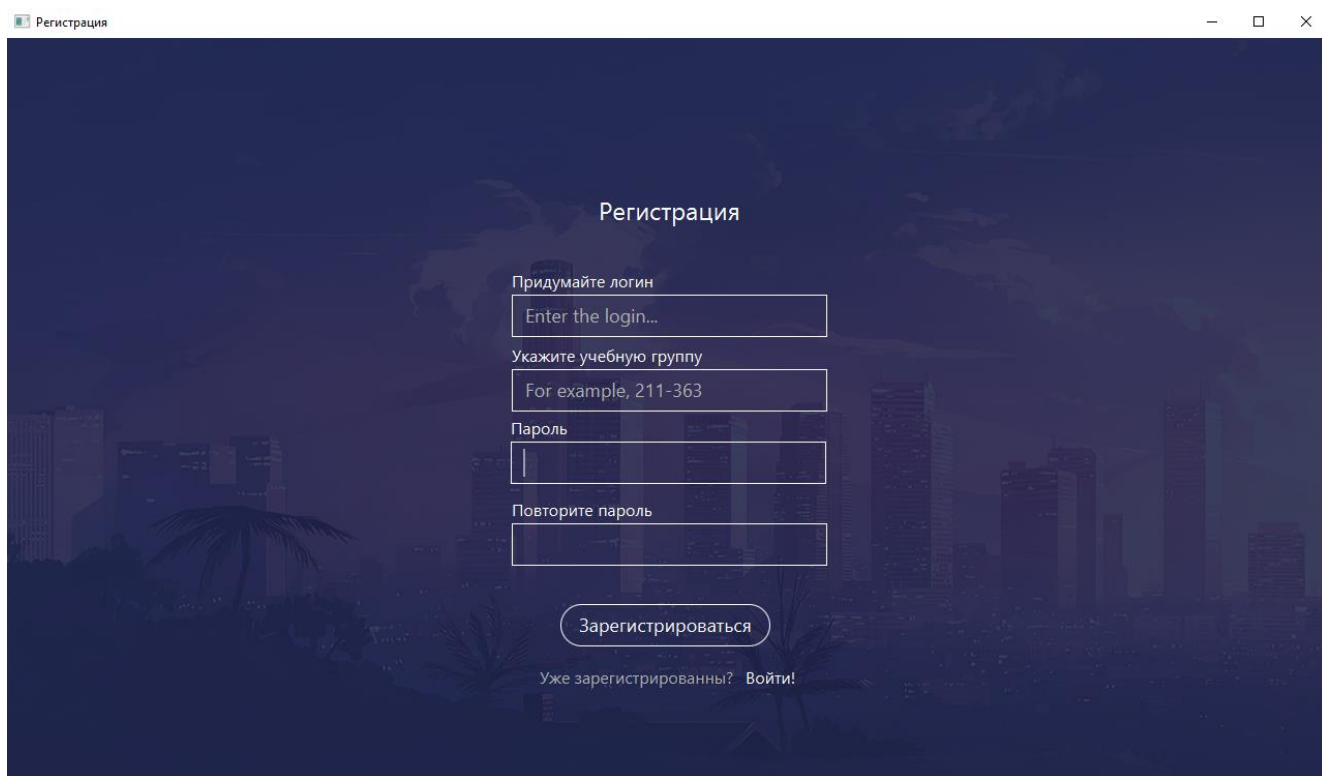 Регистрация
Регистрация
Придумайте логин
Enter the login...
Укажите учебную группу
For example, 211-363
Пароль
Повторите пароль
Зарегистрироваться
Уже зарегистрированны? Войти!